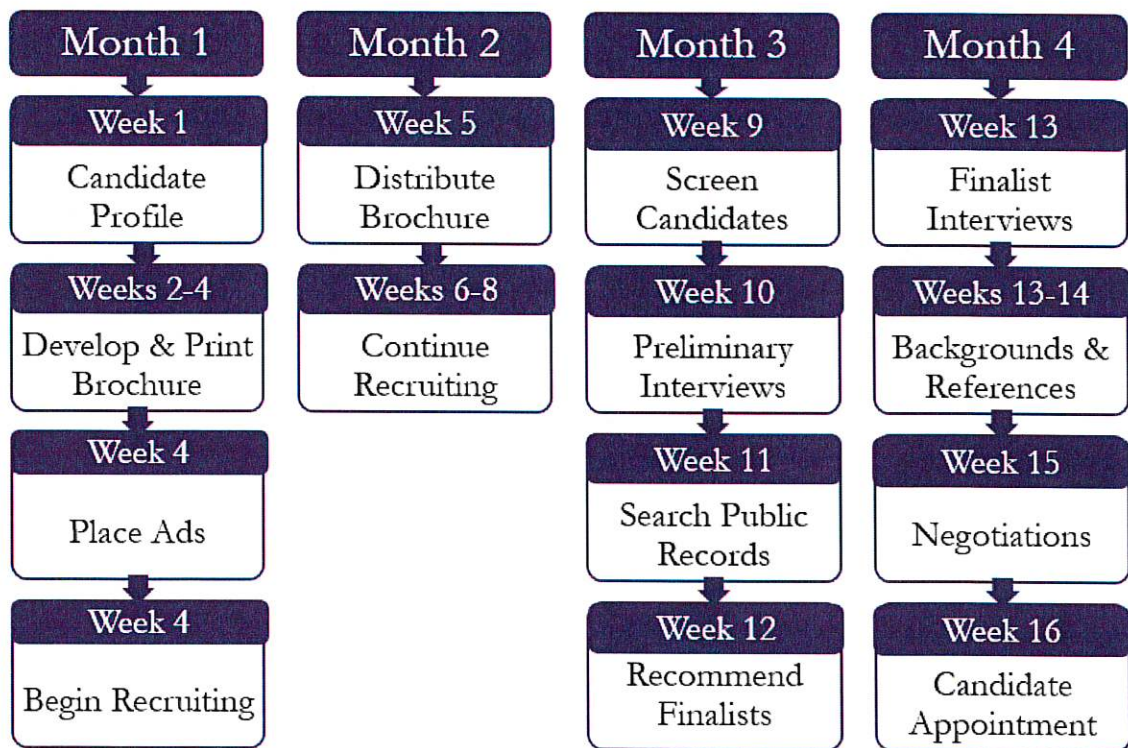 Month 1
Week 1
Candidate
Profile
Weeks 2-4
Develop & Print
Brochure
Week 4
Place Ads
Week 4
Begin Recruiting
Month 2
Week 5
Distribute
Brochure
Weeks 6-8
Continue
Recruiting
Month 3
Week 9
Screen
Candidates
Week 10
Preliminary
Interviews
Week 11
Search Public
Records
Week 12
Recommend
Finalists
Month 4
Week 13
Finalist
Interviews
Weeks 13-14
Backgrounds &
References
Week 15
Negotiations
Week 16
Candidate
Appointment